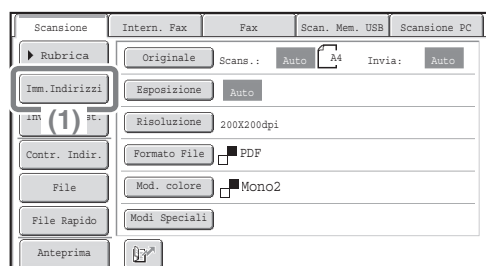 Scansione Intern. Fax Fax Scan. Mem. USB Scansione PC
Rubrica
Originale Scans.: Auto A4 Invia: Auto
Imm.Indirizzi
Esposizione Auto
(1)
Risoluzione 200X200dpi
Contr. Indir.
Formato File PDF
File
Mod. colore Mono2
File Rapido
Modi Speciali
Anteprima